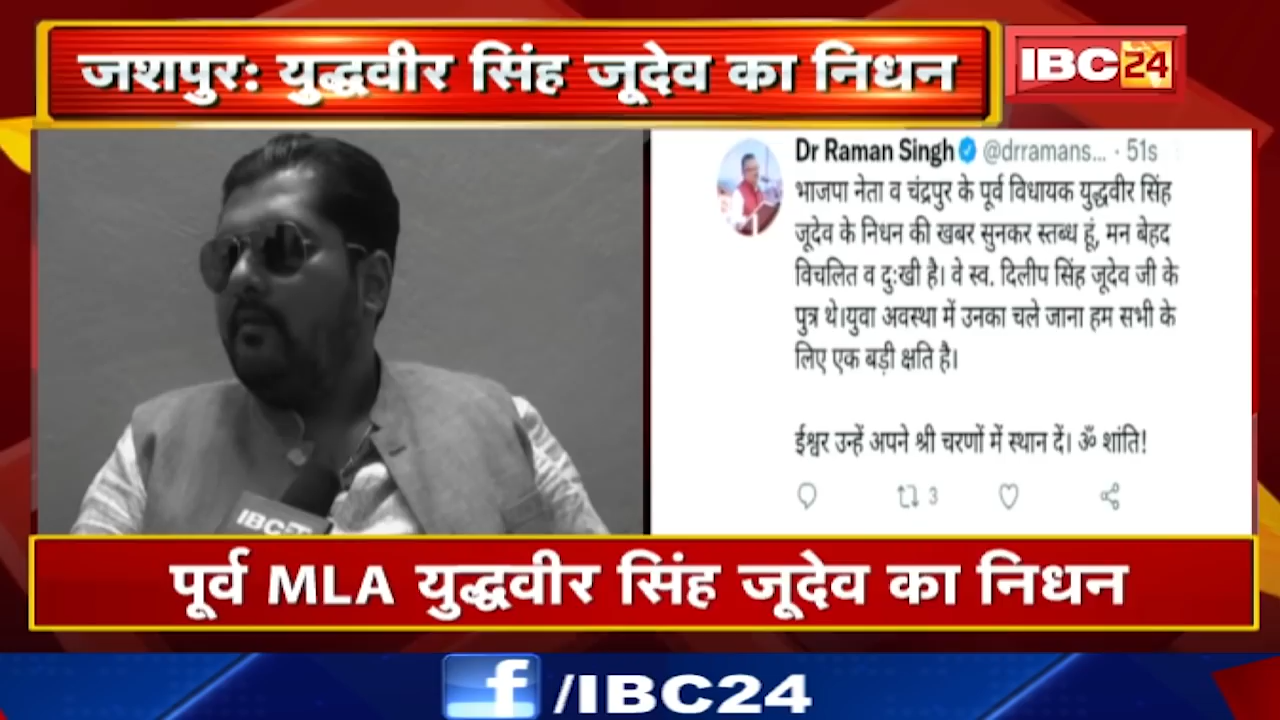 जशपुर: युद्धवीर सिंह जूदेव का निधन
IBC24
Dr Raman Singh @drramans... · 51s
भाजपा नेता व चंद्रपुर के पूर्व विधायक युद्धवीर सिंह
जूदेव के निधन की खबर सुनकर स्तब्ध हूं, मन बेहद
विचलित व दु:खी है। वे स्व. दिलीप सिंह जूदेव जी के
पुत्र थे।युवा अवस्था में उनका चले जाना हम सभी के
लिए एक बड़ी क्षति है।
ईश्वर उन्हें अपने श्री चरणों में स्थान दें। ॐ शांति!
3
IBC24
पूर्व MLA युद्धवीर सिंह जूदेव का निधन
f /IBC24